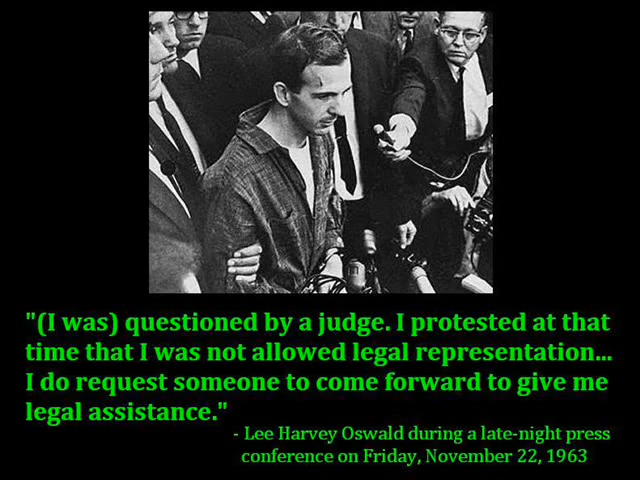 "(I was) questioned by a judge. I protested at that
time that I was not allowed legal representation...
I do request someone to come forward to give me
legal assistance."
- Lee Harvey Oswald during a late-night press
conference on Friday, November 22, 1963